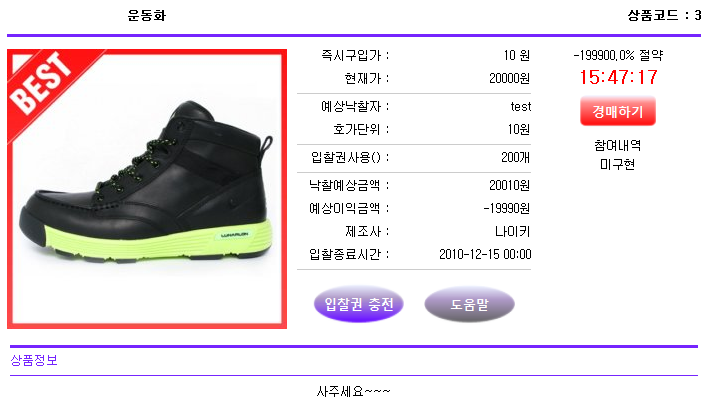 운동화 상품코드 : 3
BEST
LUNARLON
즉시구입가 : 10 원
현재가 : 20000원
예상낙찰자 : test
호가단위 : 10원
입찰권사용() : 200개
낙찰예상금액 : 20010원
예상이익금액 : -19990원
제조사 : 나이키
입찰종료시간 : 2010-12-15 00:00
입찰권 충전 도움말
-199900,0% 절약
15:47:17
경매하기
참여내역
미구현
상품정보
사주세요~~~